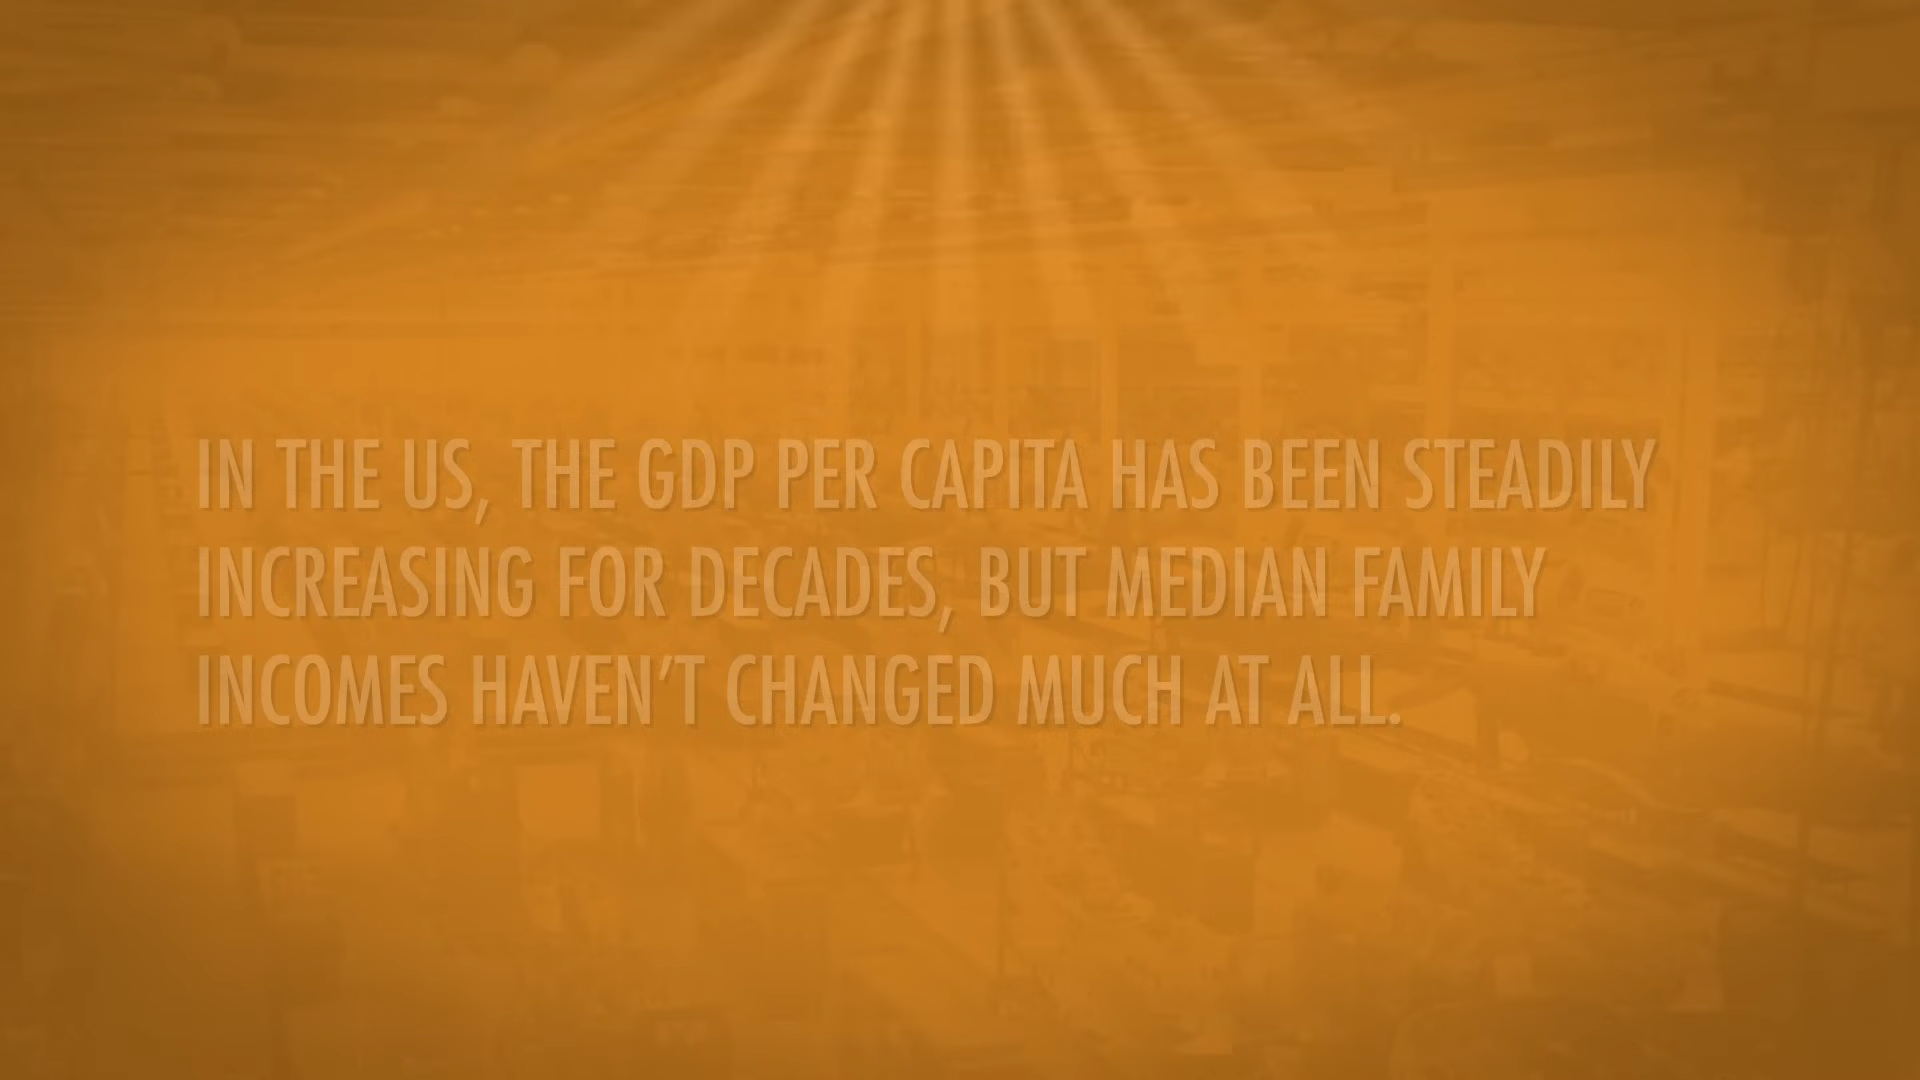 IN THE US, THE GDP PER CAPITA HAS BEEN STEADILY
INCREASING FOR DECADES, BUT MEDIAN FAMILY
INCOMES HAVEN’T CHANGED MUCH AT ALL.